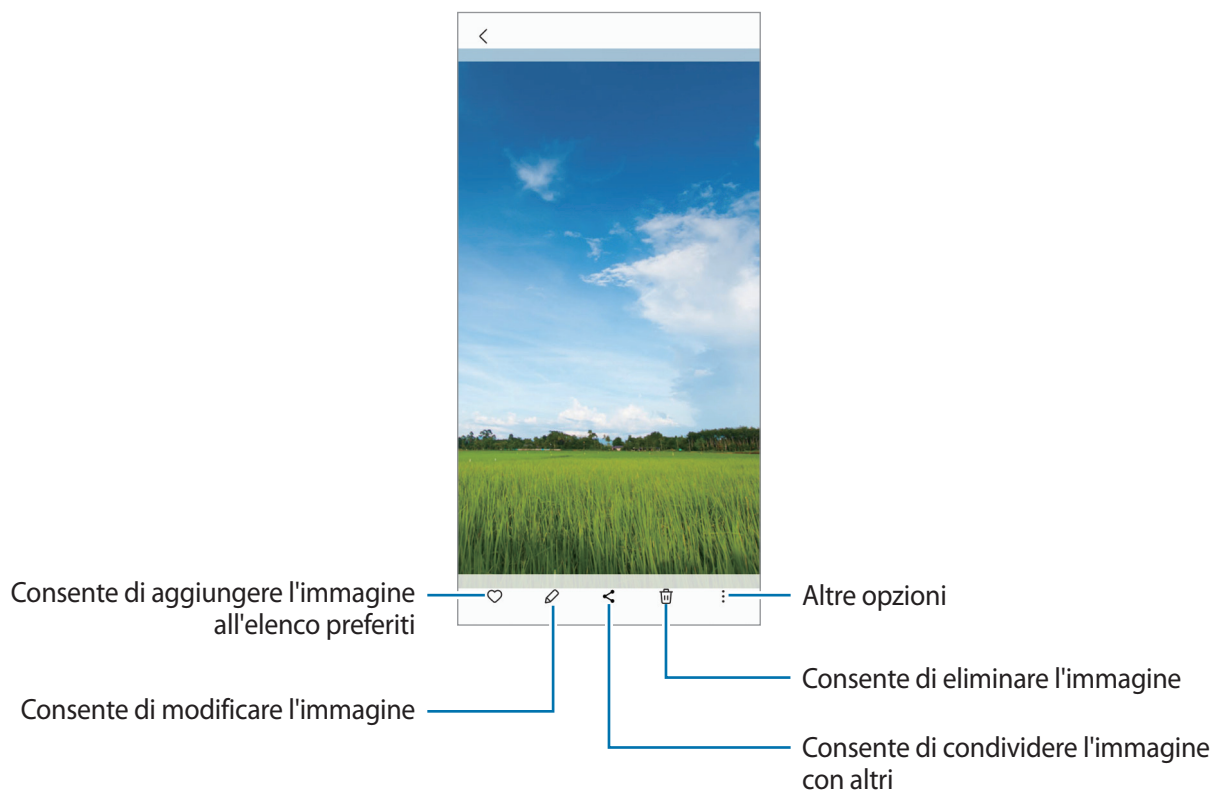 Consente di aggiungere l'immagine
all'elenco preferiti
Altre opzioni
Consente di eliminare l'immagine
Consente di modificare l'immagine
Consente di condividere l'immagine
con altri